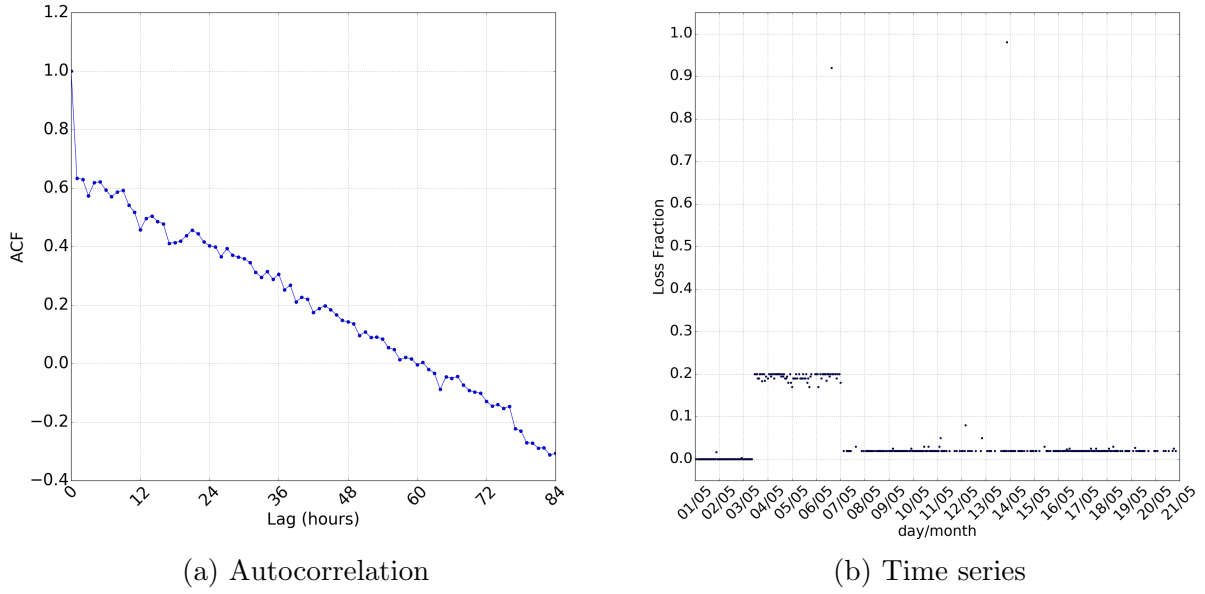 1.2
1.0
0.8
0.6
0.4
0.2
0.0
−0.2
−0.4
ACF
0 12 24 36 48 60 72 84
Lag (hours)
(a) Autocorrelation
1.0
0.9
0.8
0.7
0.6
0.5
0.4
0.3
0.2
0.1
0.0
Loss Fraction
01/05 02/05 03/05 04/05 05/05 06/05 07/05 08/05 09/05 10/05 11/05 12/05 13/05 14/05 15/05 16/05 17/05 18/05 19/05 20/05 21/05
day/month
(b) Time series